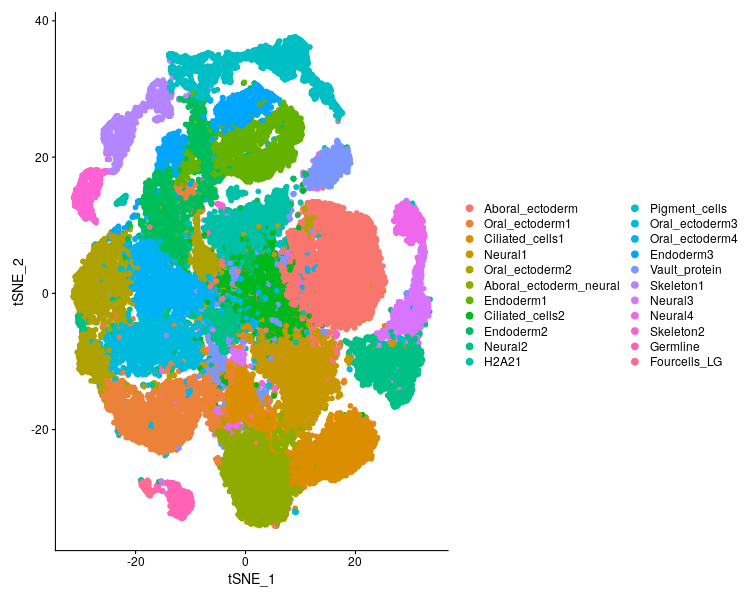 40
20
0
-20
tSNE_2
-20
0
20
tSNE_1
Aboral_ectoderm
Oral_ectoderm1
Ciliated_cells1
Neural1
Oral_ectoderm2
Aboral_ectoderm_neural
Endoderm1
Ciliated_cells2
Endoderm2
Neural2
H2A21
Pigment_cells
Oral_ectoderm3
Oral_ectoderm4
Endoderm3
Vault_protein
Skeleton1
Neural3
Neural4
Skeleton2
Germline
Fourcells_LG